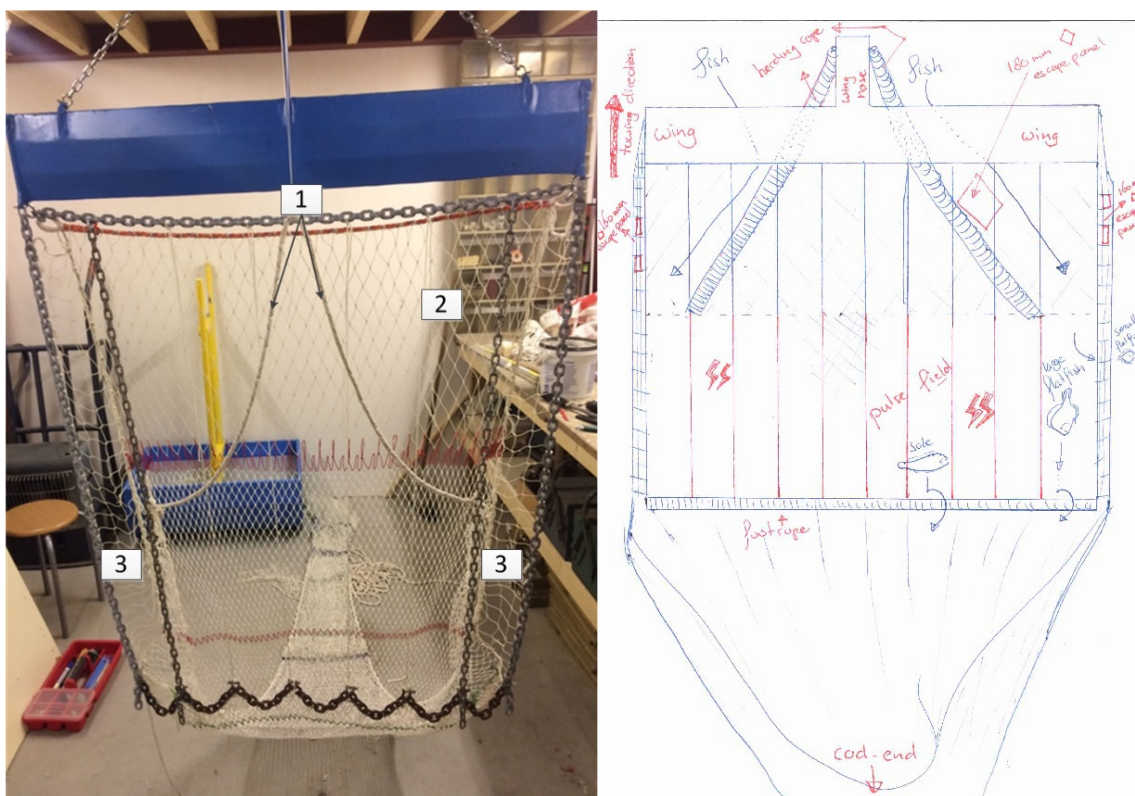 1
2
3
3
fish
herding rope
wing nose
fish
180 mm
escape panel
towing direction
wing
wing
180 mm
escape panel
160 mm
escape
panel
small flatfish
large
flatfish
pulse field
sole
footrope
cod-end